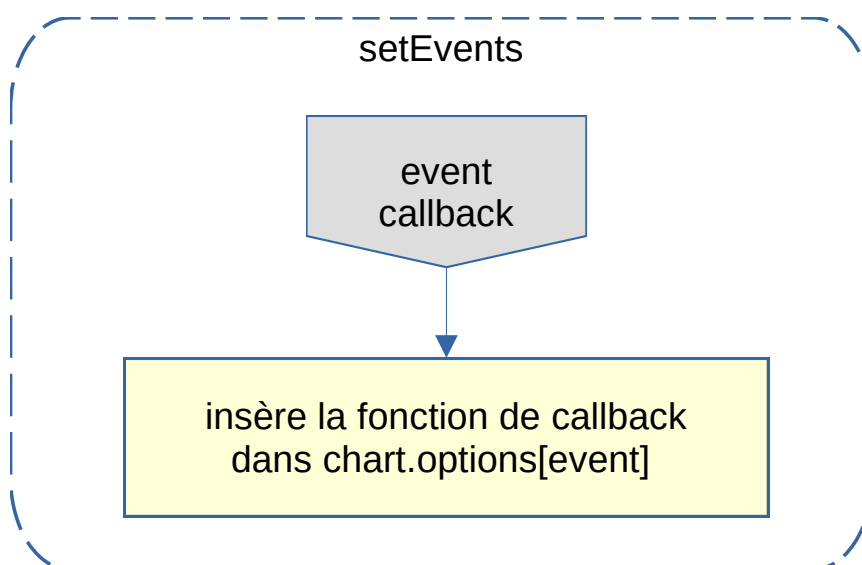 setEvents
event
callback
insère la fonction de callback
dans chart.options[event]